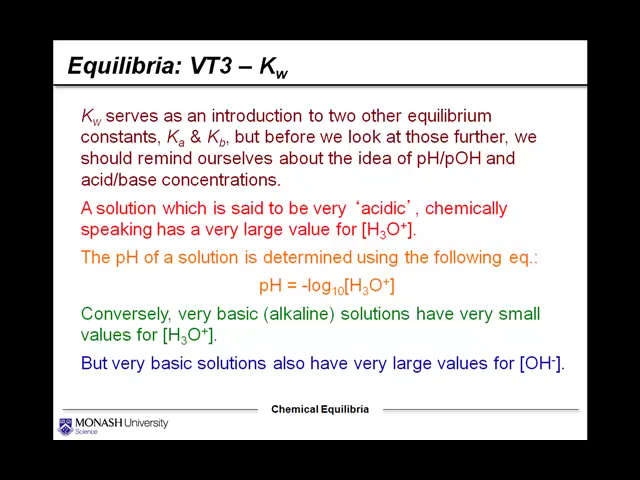 Equilibria: VT3 – Kw
Kw serves as an introduction to two other equilibrium
constants, Ka & Kb, but before we look at those further, we
should remind ourselves about the idea of pH/pOH and
acid/base concentrations.
A solution which is said to be very ‘acidic’, chemically
speaking has a very large value for [H3O+].
The pH of a solution is determined using the following eq.:
pH = -log10[H3O+]
Conversely, very basic (alkaline) solutions have very small
values for [H3O+].
But very basic solutions also have very large values for [OH-].
Chemical Equilibria
MONASH University
Science